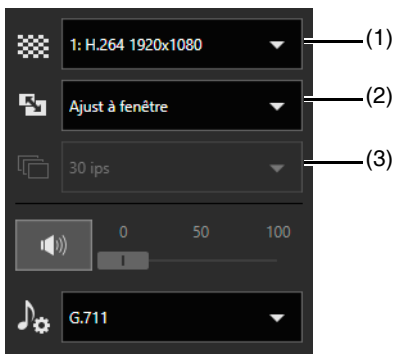 1: H.264 1920x1080
(1)
Ajust à fenêtre
(2)
30 ips
(3)
0 50 100
G.711